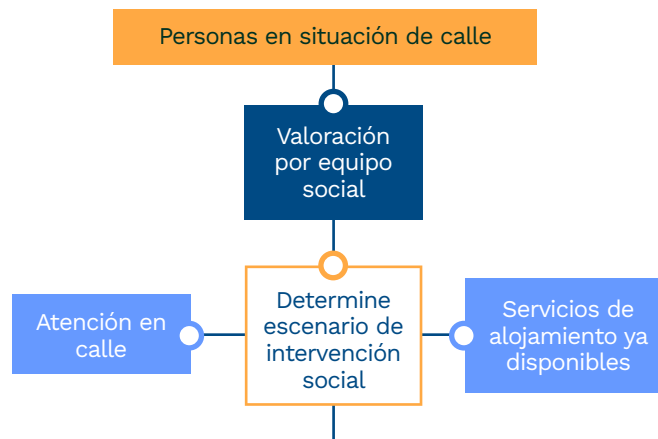 Personas en situación de calle
Valoración
por equipo
social
Determine
escenario de
intervención
social
Atención en
calle
Servicios de
alojamiento ya
disponibles